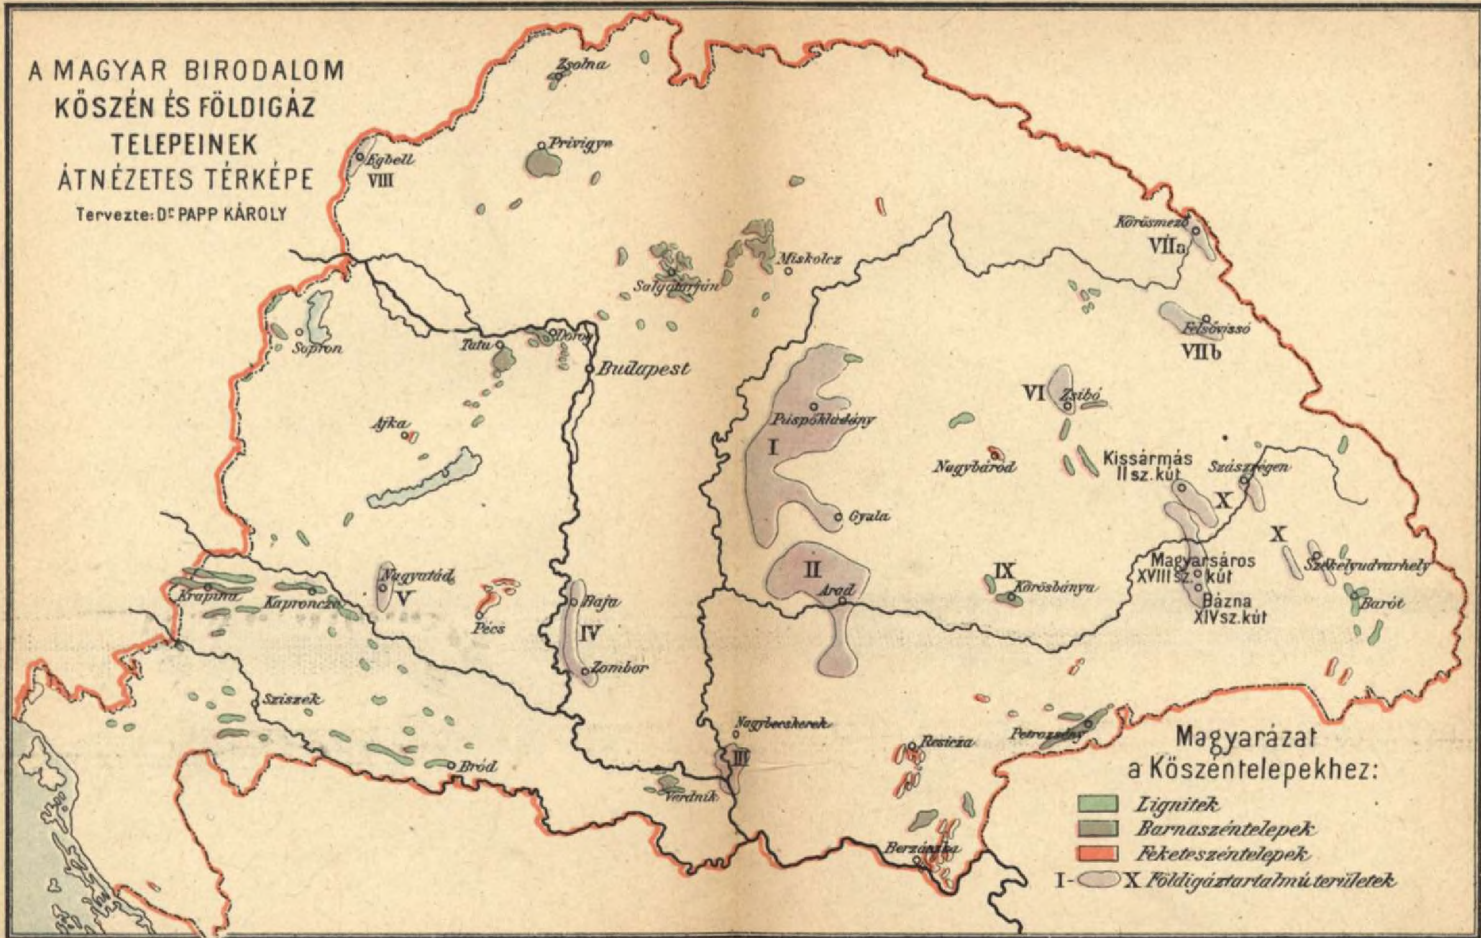 A MAGYAR BIRODALOM
KŐSZÉN ÉS FÖLDIGÁZ
TELEPEINEK
ÁTNÉZETES TÉRKÉPE
Tervezte: Dr PAPP KÁROLY
Zsolna
Privigye
Egbell
VIII
Körösmező
VIIa
Miskolcz
Salgótarján
Sopron
Tata
Dorog
Budapest
Felsővissó
VIIb
VI
Zsibó
Ajka
Püspökladány
I
Nagybáród
Kissármás
II sz. kút
Szászrégen
X
Gyula
X
II
Arad
IX
Körösbánya
Magyarsáros
XVIII sz. kút
Székelyudvarhely
Bázna
XIV sz. kút
Barót
Krapina
Kaproncza
Nagyatád
V
Pécs
Baja
IV
Zombor
Sziszek
Nagybecskerek
III
Resicza
Petrozsény
Bród
Verdnik
Berzászka
Magyarázat
a Kőszéntelepekhez:
Lignitek
Barnaszéntelepek
Feketeszéntelepek
I- X Földigáztartalmú területek